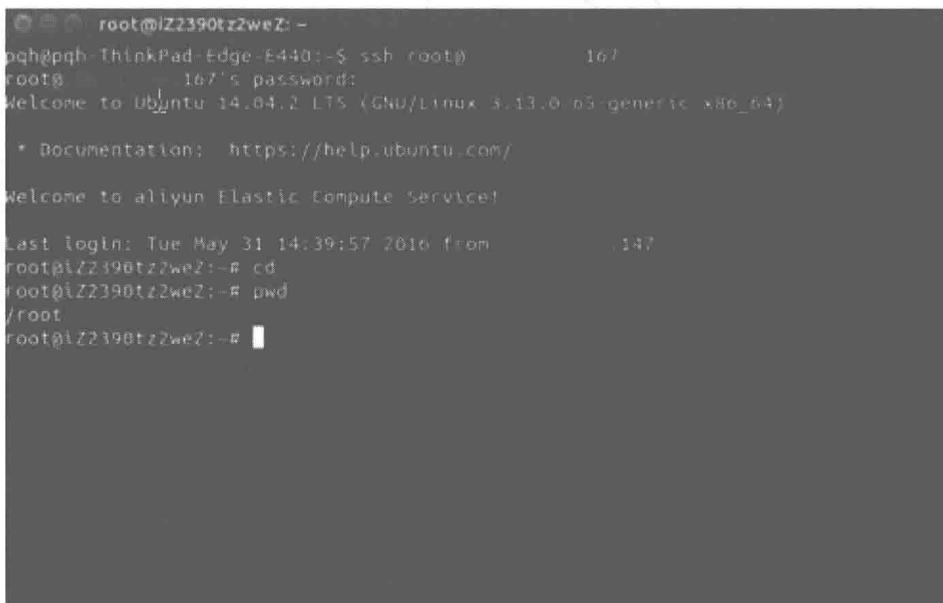 root@iZ2390tz2weZ: ~
pqh@pqh-ThinkPad-Edge-E440:~$ ssh root@ 167
root@ 167's password:
Welcome to Ubuntu 14.04.2 LTS (GNU/Linux 3.13.0-65-generic x86_64)
* Documentation: https://help.ubuntu.com/
Welcome to aliyun Elastic Compute Service!
Last login: Tue May 31 14:39:57 2016 from .147
root@iZ2390tz2weZ:~# cd
root@iZ2390tz2weZ:~# pwd
/root
root@iZ2390tz2weZ:~#